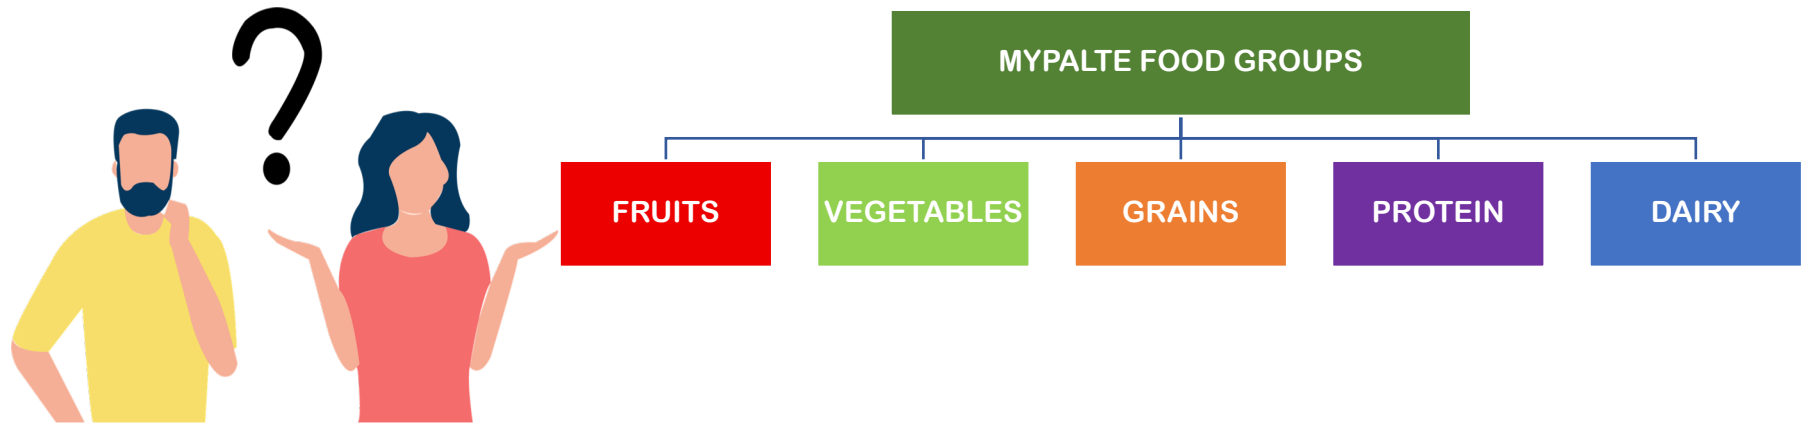 ?
MYPALTE FOOD GROUPS
FRUITS
VEGETABLES
GRAINS
PROTEIN
DAIRY